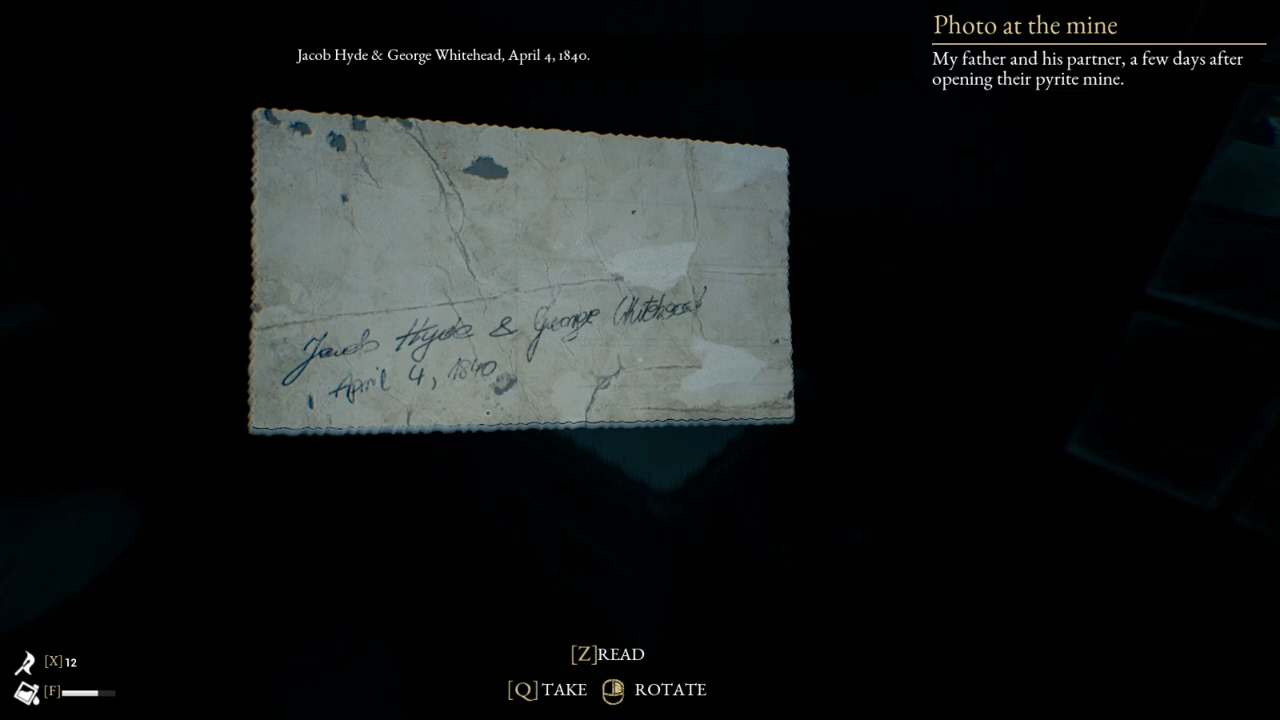 Photo at the mine
Jacob Hyde & George Whitehead, April 4, 1840.
My father and his partner, a few days after
opening their pyrite mine.
Jacob Hyde & George Whitehead
April 4, 1840
[Z]READ
[X] 12
[Q] TAKE ROTATE
[F]